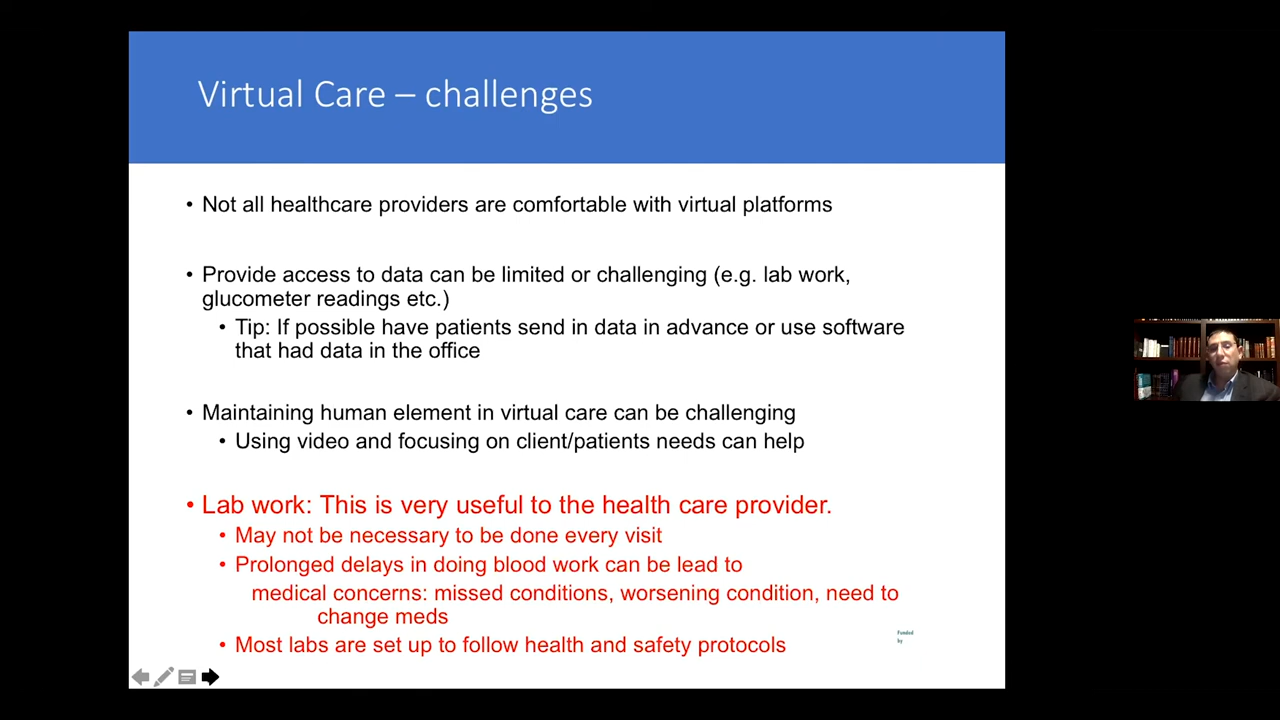 Virtual Care – challenges
• Not all healthcare providers are comfortable with virtual platforms
• Provide access to data can be limited or challenging (e.g. lab work,
glucometer readings etc.)
• Tip: If possible have patients send in data in advance or use software
that had data in the office
• Maintaining human element in virtual care can be challenging
• Using video and focusing on client/patients needs can help
• Lab work: This is very useful to the health care provider.
• May not be necessary to be done every visit
• Prolonged delays in doing blood work can be lead to
medical concerns: missed conditions, worsening condition, need to
change meds
• Most labs are set up to follow health and safety protocols
Funded
by